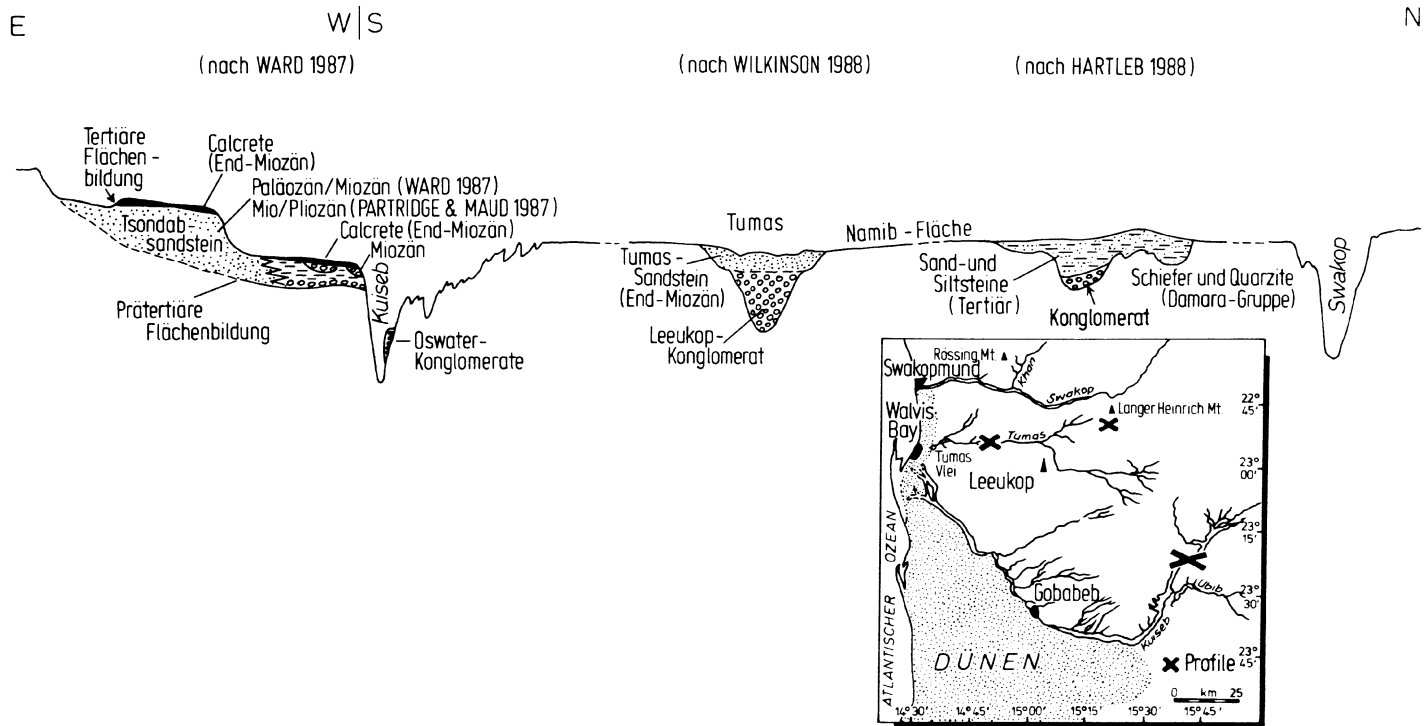 E
W|S
N
(nach WARD 1987)
(nach WILKINSON 1988)
(nach HARTLEB 1988)
Tertiäre
Flächen-
bildung
Calcrete
(End-Miozän)
Paläozän/Miozän (WARD 1987)
Mio/Pliozän (PARTRIDGE & MAUD 1987)
Calcrete (End-Miozän)
Miozän
Tsondab-
sandstein
Kuiseb
Prätertiäre
Flächenbildung
Oswater-
Konglomerate
Tumas
Namib-Fläche
Tumas-
Sandstein
(End-Miozän)
Leeukop-
Konglomerat
Sand- und
Siltsteine
(Tertiär)
Konglomerat
Schiefer und Quarzite
(Damara-Gruppe)
Swakop
Rössing Mt.
Swakopmund
Khan
Swakop
Langer Heinrich Mt.
Walvis
Bay
Tumas
Tumas
Vlei
Leeukop
ATLANTISCHER OZEAN
Gobabeb
Ubib
Kuiseb
DÜNEN
Profile
0 km 25
22°
45'
23°
00'
23°
15'
23°
30'
23°
45'
14°30'
14°45'
15°00'
15°15'
15°30'
15°45'